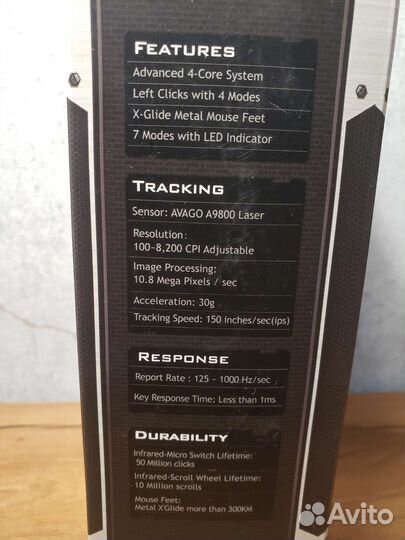 FEATURES
Advanced 4-Core System
Left Clicks with 4 Modes
X-Glide Metal Mouse Feet
7 Modes with LED Indicator
TRACKING
Sensor: AVAGO A9800 Laser
Resolution:
100~8,200 CPI Adjustable
Image Processing:
10.8 Mega Pixels / sec
Acceleration: 30g
Tracking Speed: 150 inches/sec(ips)
RESPONSE
Report Rate : 125 ~ 1000 Hz/sec
Key Response Time: Less than 1ms
DURABILITY
Infrared-Micro Switch Lifetime:
50 Million clicks
Infrared-Scroll Wheel Lifetime:
10 Million scrolls
Mouse Feet:
Metal X'Glide more than 300KM
Avito